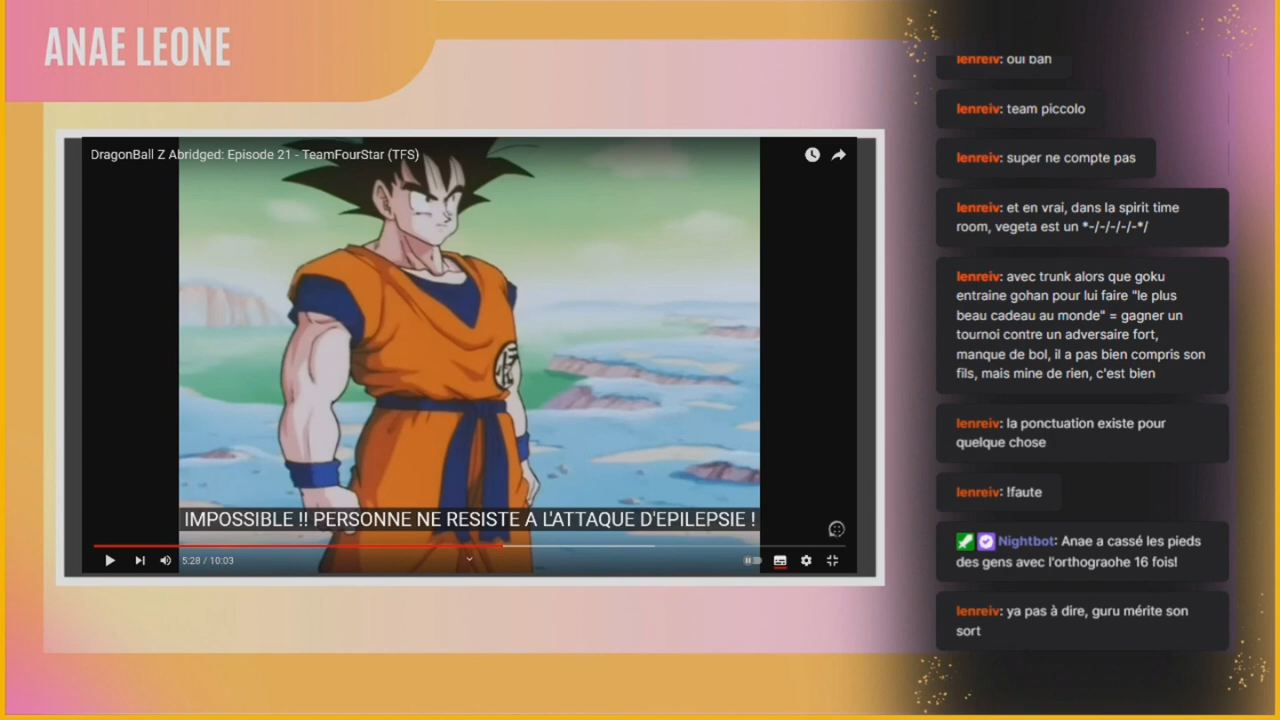 ANAE LEONE
DragonBall Z Abridged: Episode 21 - TeamFourStar (TFS)
IMPOSSIBLE !! PERSONNE NE RESISTE A L'ATTAQUE D'EPILEPSIE !
5:28 / 10:03
lenreiv: oui ban
lenreiv: team piccolo
lenreiv: super ne compte pas
lenreiv: et en vrai, dans la spirit time
room, vegeta est un *-/-/-/-/-*/
lenreiv: avec trunk alors que goku
entraine gohan pour lui faire "le plus
beau cadeau au monde" = gagner un
tournoi contre un adversaire fort,
manque de bol, il a pas bien compris son
fils, mais mine de rien, c'est bien
lenreiv: la ponctuation existe pour
quelque chose
lenreiv: !faute
Nightbot: Anae a cassé les pieds
des gens avec l'orthograohe 16 fois!
lenreiv: ya pas à dire, guru mérite son
sort